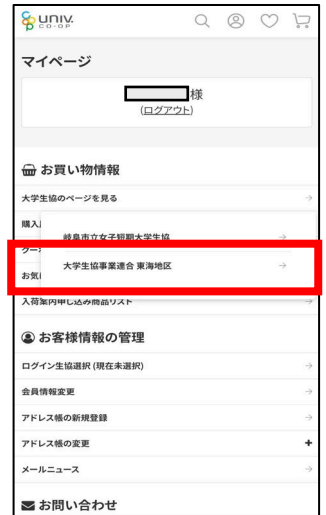 univ.
CO-OP
マイページ
様
(ログアウト)
お買い物情報
大学生協のページを見る
購入
岐阜市立女子短期大学生協
クー
大学生協事業連合 東海地区
お気
入荷案内申し込み商品リスト
お客様情報の管理
ログイン生協選択 (現在未選択)
会員情報変更
アドレス帳の新規登録
アドレス帳の変更
メールニュース
お問い合わせ